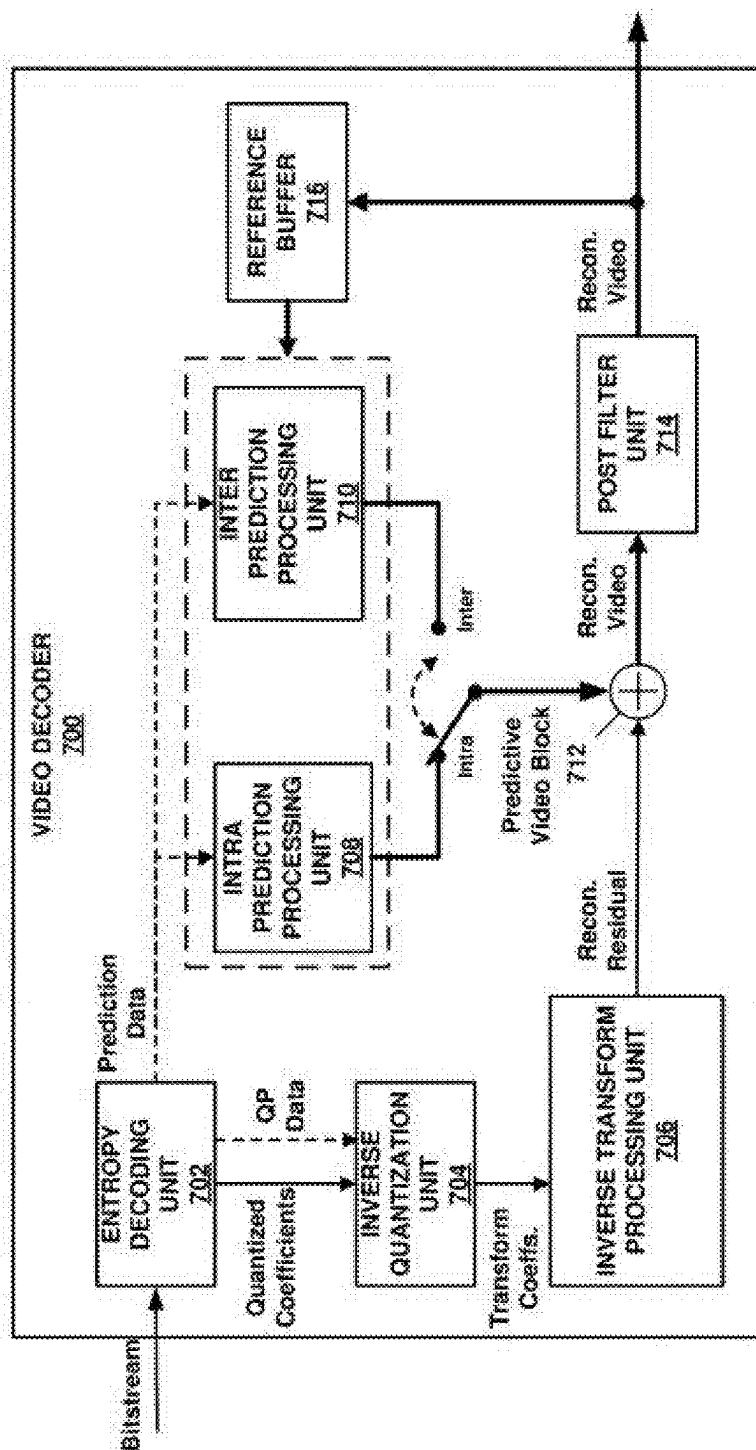 VIDEO DECODER
700
Bitstream
ENTROPY
DECODING
UNIT
702
Prediction
Data
Quantized
Coefficients
QP
Data
INVERSE
QUANTIZATION
UNIT
704
Transform
Coeffs.
INVERSE TRANSFORM
PROCESSING UNIT
706
INTRA
PREDICTION
PROCESSING
UNIT
708
INTER
PREDICTION
PROCESSING
UNIT
710
REFERENCE
BUFFER
716
Intra
Inter
Predictive
Video Block
712
Recon.
Residual
Recon.
Video
POST FILTER
UNIT
714
Recon.
Video